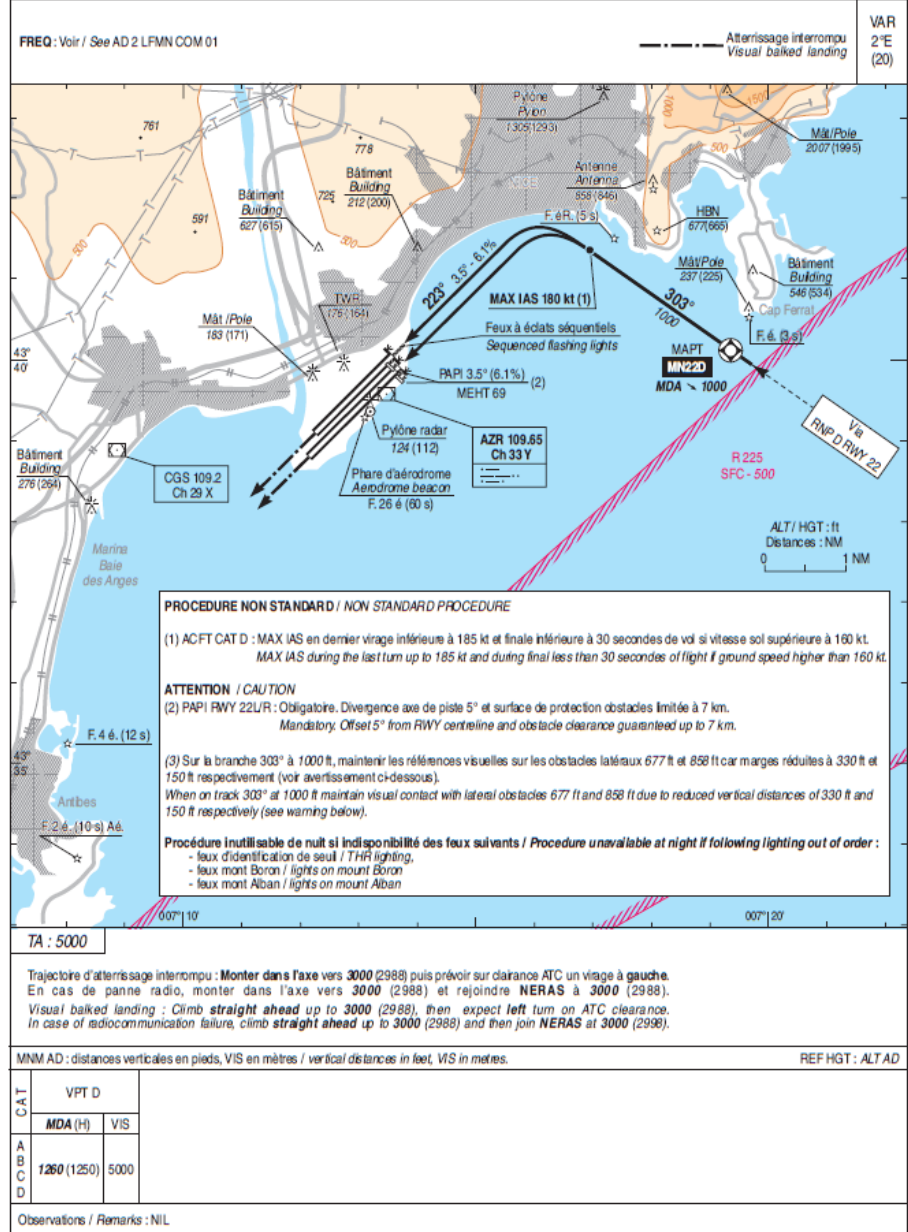 FREQ : Voir / See AD 2 LFMN COM 01
Atterrissage interrompu
Visual balked landing
VAR
2°E
(20)
761
778
591
725
500
500
1000
1500
500
Pylône
Pylon
1305 (1293)
Mât/Pole
2007 (1995)
Bâtiment
Building
627 (615)
Bâtiment
Building
212 (200)
Antenne
Antenna
858 (846)
NICE
F. éR. (5 s)
HBN
677 (665)
Mât/Pole
237 (225)
Bâtiment
Building
546 (534)
Cap Ferrat
F. é. (3 s)
223° 3.5° - 6.1%
MAX IAS 180 kt (1)
303°
1000
TWR
176 (164)
Mât /Pole
183 (171)
Feux à éclats séquentiels
Sequenced flashing lights
MAPT
MN22D
MDA ↘ 1000
43°
40'
PAPI 3.5° (6.1%) (2)
MEHT 69
Via
RNP D RWY 22
Pylône radar
124 (112)
AZR 109.65
Ch 33 Y
R 225
SFC - 500
Bâtiment
Building
276 (264)
CGS 109.2
Ch 29 X
Phare d'aérodrome
Aerodrome beacon
F. 26 é (60 s)
ALT / HGT : ft
Distances : NM
0 1 NM
Marina
Baie
des Anges
PROCEDURE NON STANDARD / NON STANDARD PROCEDURE
(1) ACFT CAT D : MAX IAS en dernier virage inférieure à 185 kt et finale inférieure à 30 secondes de vol si vitesse sol supérieure à 160 kt.
MAX IAS during the last turn up to 185 kt and during final less than 30 secondes of flight if ground speed higher than 160 kt.
ATTENTION / CAUTION
(2) PAPI RWY 22L/R : Obligatoire. Divergence axe de piste 5° et surface de protection obstacles limitée à 7 km.
Mandatory. Offset 5° from RWY centreline and obstacle clearance guaranteed up to 7 km.
(3) Sur la branche 303° à 1000 ft, maintenir les références visuelles sur les obstacles latéraux 677 ft et 858 ft car marges réduites à 330 ft et
150 ft respectivement (voir avertissement ci-dessous).
When on track 303° at 1000 ft maintain visual contact with lateral obstacles 677 ft and 858 ft due to reduced vertical distances of 330 ft and
150 ft respectively (see warning below).
Procédure inutilisable de nuit si indisponibilité des feux suivants / Procedure unavailable at night if following lighting out of order :
- feux d'identification de seuil / THR lighting,
- feux mont Boron / lights on mount Boron
- feux mont Alban / lights on mount Alban
F. 4 é. (12 s)
43°
35'
Antibes
F. 2 é. (10 s) Aé.
007° 10'
007° 20'
TA : 5000
Trajectoire d'atterrissage interrompu : Monter dans l'axe vers 3000 (2988) puis prévoir sur clairance ATC un virage à gauche.
En cas de panne radio, monter dans l'axe vers 3000 (2988) et rejoindre NERAS à 3000 (2988).
Visual balked landing : Climb straight ahead up to 3000 (2988), then expect left turn on ATC clearance.
In case of radiocommunication failure, climb straight ahead up to 3000 (2988) and then join NERAS at 3000 (2998).
MNM AD : distances verticales en pieds, VIS en mètres / vertical distances in feet, VIS in metres.
REF HGT : ALT AD
CAT
VPT D
MDA (H) VIS
A
B
C
D
1260 (1250) 5000
Observations / Remarks : NIL